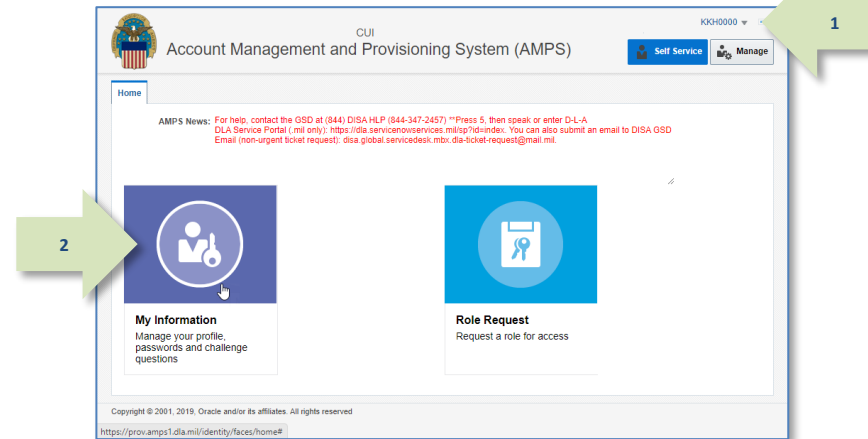 CUI
Account Management and Provisioning System (AMPS)
KKH0000
1
Self Service
Manage
Home
AMPS News: For help, contact the GSD at (844) DISA HLP (844-347-2457) **Press 5, then speak or enter D-L-A
DLA Service Portal (.mil only); https://dla.servicenowservices.mil/sp?id=index. You can also submit an email to DISA GSD
Email (non-urgent ticket request): disa.global.servicedesk.mbx.dla-ticket-request@mail.mil.
2
My Information
Manage your profile,
passwords and challenge
questions
Role Request
Request a role for access
Copyright © 2001, 2019, Oracle and/or its affiliates. All rights reserved
https://prov.amps1.dla.mil/identity/faces/home#